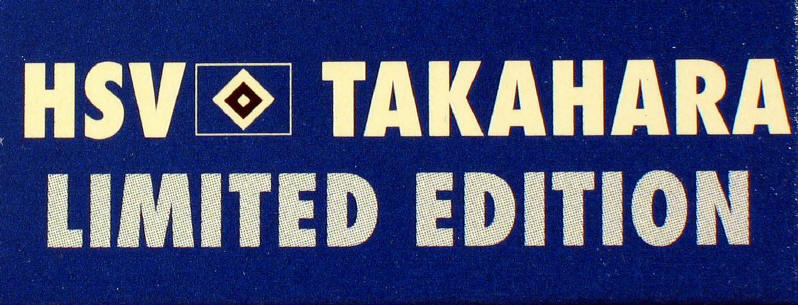 HSV TAKAHARA
LIMITED EDITION